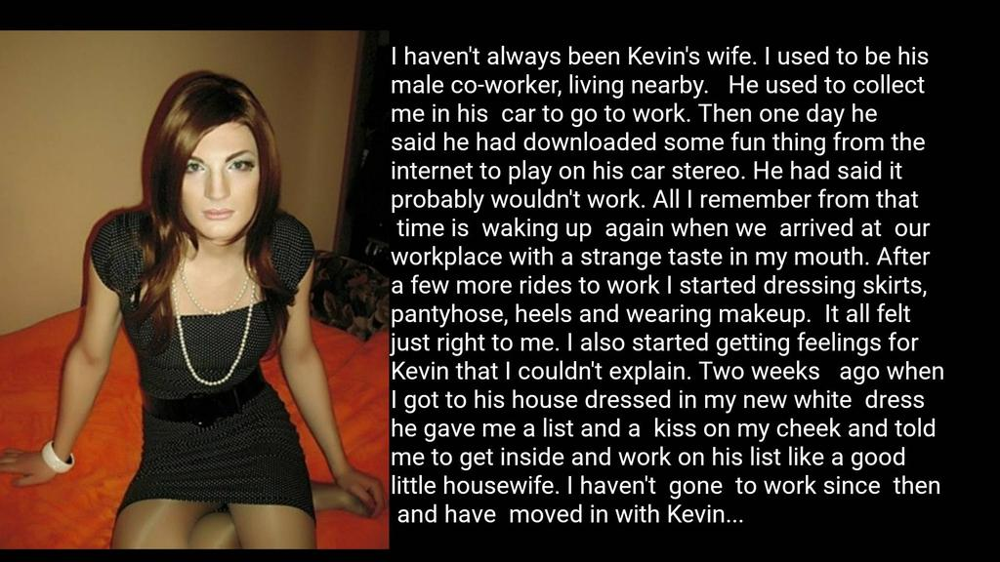 I haven't always been Kevin's wife. I used to be his
male co-worker, living nearby. He used to collect
me in his car to go to work. Then one day he
said he had downloaded some fun thing from the
internet to play on his car stereo. He had said it
probably wouldn't work. All I remember from that
time is waking up again when we arrived at our
workplace with a strange taste in my mouth. After
a few more rides to work I started dressing skirts,
pantyhose, heels and wearing makeup. It all felt
just right to me. I also started getting feelings for
Kevin that I couldn't explain. Two weeks ago when
I got to his house dressed in my new white dress
he gave me a list and a kiss on my cheek and told
me to get inside and work on his list like a good
little housewife. I haven't gone to work since then
and have moved in with Kevin...